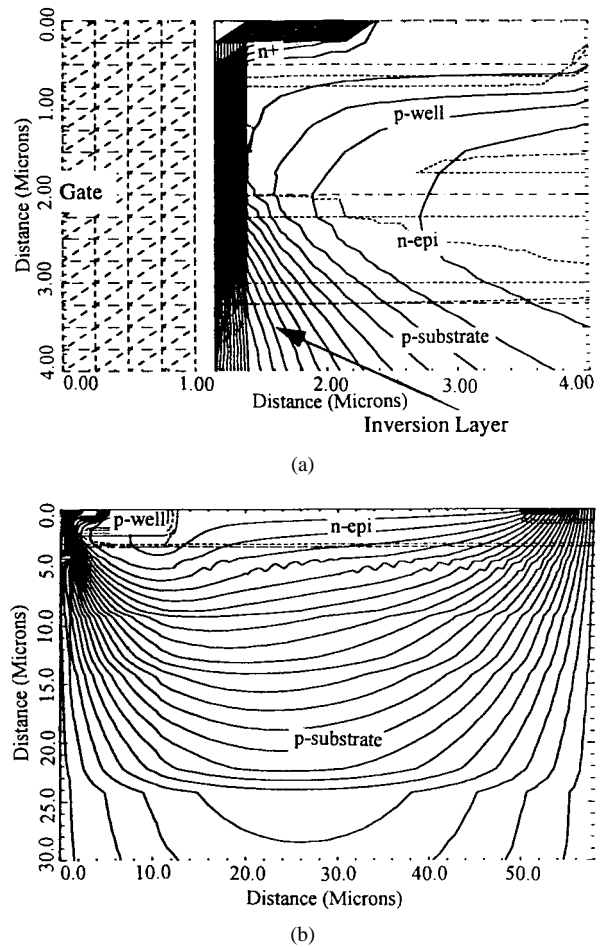 0.00
n+
1.00
p-well
Distance (Microns)
2.00
Gate
n-epi
3.00
p-substrate
4.00
0.00
1.00
2.00
3.00
4.00
Distance (Microns)
Inversion Layer
(a)
0.0
p-well
n-epi
5.0
10.0
Distance (Microns)
15.0
p-substrate
20.0
25.0
30.0
0.0
10.0
20.0
30.0
40.0
50.0
Distance (Microns)
(b)